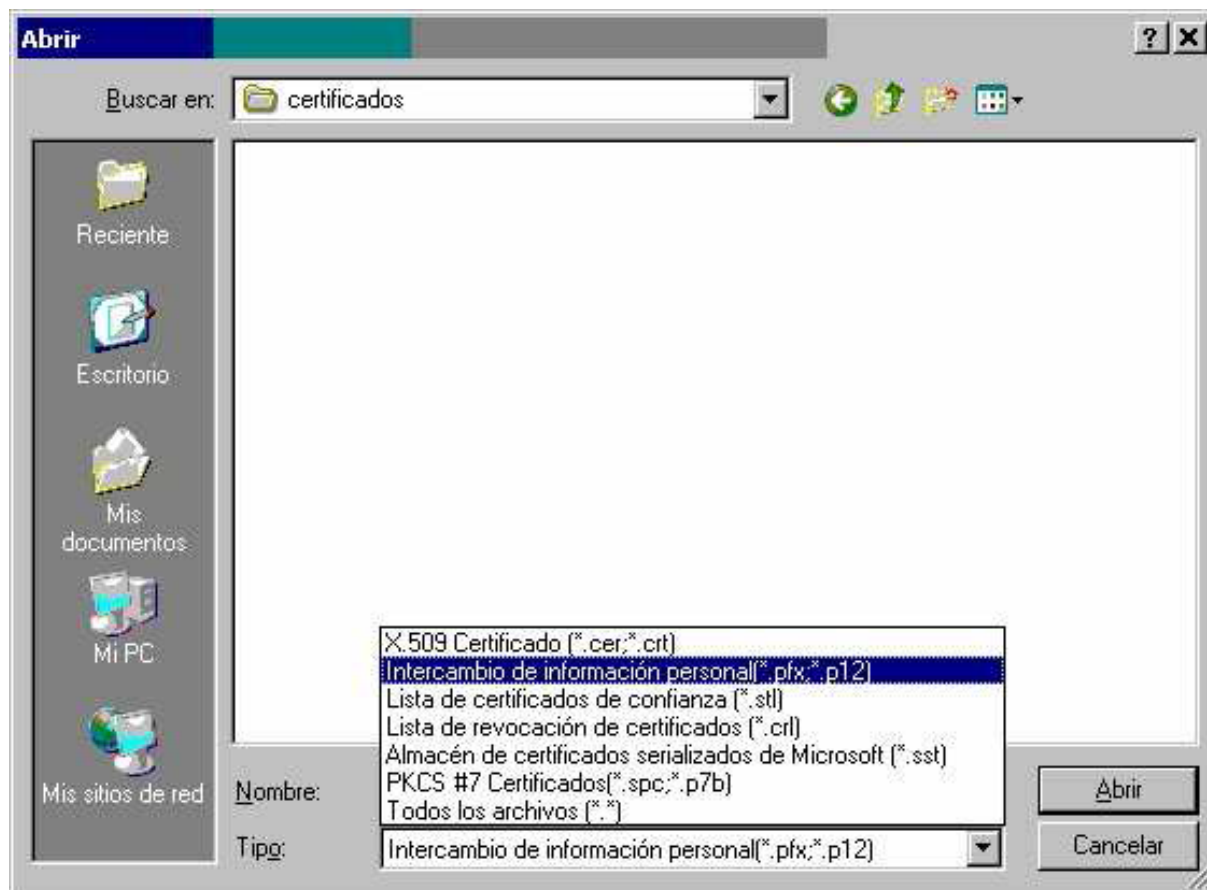 Abrir
Buscar en:
certificados
Reciente
Escritorio
Mis
documentos
Mi PC
Mis sitios de red
X.509 Certificado (*.cer;*.crt)
Intercambio de información personal(*.pfx;*.p12)
Lista de certificados de confianza (*.stl)
Lista de revocación de certificados (*.crl)
Almacén de certificados serializados de Microsoft (*.sst)
PKCS #7 Certificados(*.spc;*.p7b)
Todos los archivos (*.*)
Nombre:
Abrir
Tipo:
Intercambio de información personal(*.pfx;*.p12)
Cancelar